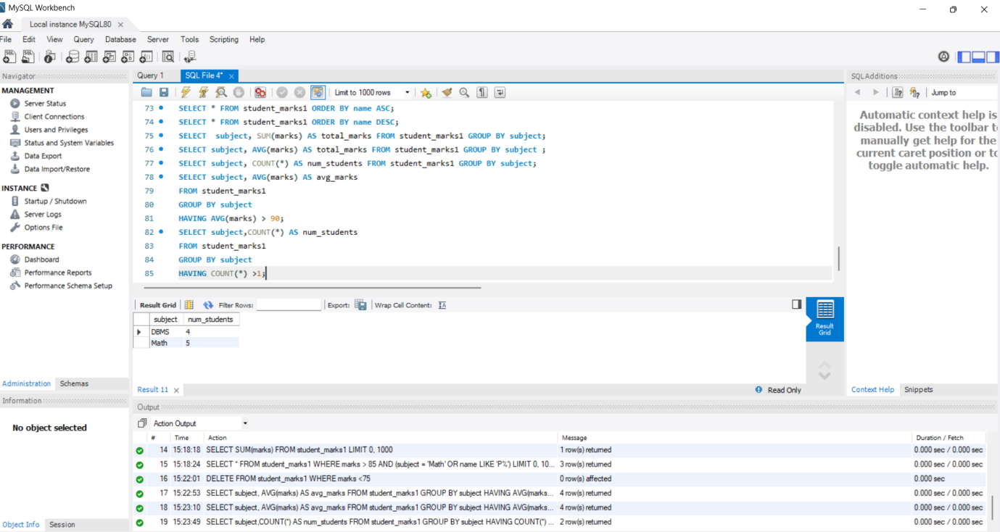 MySQL Workbench
Local instance MySQL80
File Edit View Query Database Server Tools Scripting Help
Navigator
MANAGEMENT
Server Status
Client Connections
Users and Privileges
Status and System Variables
Data Export
Data Import/Restore
INSTANCE
Startup / Shutdown
Server Logs
Options File
PERFORMANCE
Dashboard
Performance Reports
Performance Schema Setup
Administration Schemas
Information
No object selected
Object Info Session
Query 1 SQL File 4*
Limit to 1000 rows
73 SELECT * FROM student_marks1 ORDER BY name ASC;
74 SELECT * FROM student_marks1 ORDER BY name DESC;
75 SELECT  subject, SUM(marks) AS total_marks FROM student_marks1 GROUP BY subject;
76 SELECT subject, AVG(marks) AS total_marks FROM student_marks1 GROUP BY subject ;
77 SELECT subject, COUNT(*) AS num_students FROM student_marks1 GROUP BY subject;
78 SELECT subject, AVG(marks) AS avg_marks
79 FROM student_marks1
80 GROUP BY subject
81 HAVING AVG(marks) > 90;
82 SELECT subject,COUNT(*) AS num_students
83 FROM student_marks1
84 GROUP BY subject
85 HAVING COUNT(*) >1;
Result Grid Filter Rows: Export: Wrap Cell Content:
subject num_students
DBMS 4
Math 5
Result Grid
Result 11 Read Only
Output
Action Output
# Time Action Message Duration / Fetch
14 15:18:18 SELECT SUM(marks) FROM student_marks1 LIMIT 0, 1000 1 row(s) returned 0.000 sec / 0.000 sec
15 15:18:24 SELECT * FROM student_marks1 WHERE marks > 85 AND (subject = 'Math' OR name LIKE 'P%') LIMIT 0, 10... 3 row(s) returned 0.000 sec / 0.000 sec
16 15:22:01 DELETE FROM student_marks1 WHERE marks <75 0 row(s) affected 0.000 sec
17 15:22:53 SELECT subject, AVG(marks) AS avg_marks FROM student_marks1 GROUP BY subject HAVING AVG(marks... 4 row(s) returned 0.000 sec / 0.000 sec
18 15:23:10 SELECT subject, AVG(marks) AS avg_marks FROM student_marks1 GROUP BY subject HAVING AVG(marks... 4 row(s) returned 0.000 sec / 0.000 sec
19 15:23:49 SELECT subject,COUNT(*) AS num_students FROM student_marks1 GROUP BY subject HAVING COUNT(*) ... 2 row(s) returned 0.000 sec / 0.000 sec
SQLAdditions
Jump to
Automatic context help is
disabled. Use the toolbar to
manually get help for the
current caret position or to
toggle automatic help.
Context Help Snippets